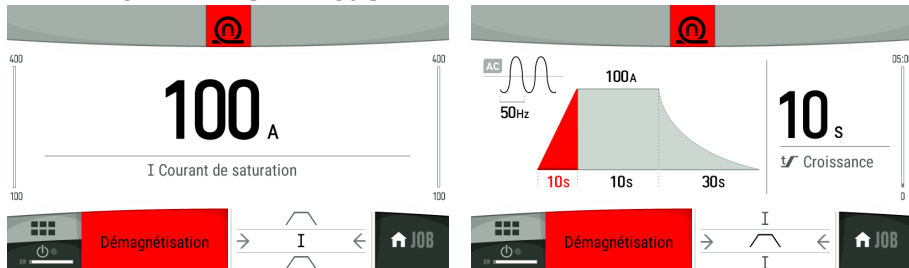 400
400
100 A
I Courant de saturation
100
100
Démagnétisation
I
JOB
AC
50Hz
100A
10s
10s
30s
05:0
10 s
Croissance
0
Démagnétisation
I
I
JOB